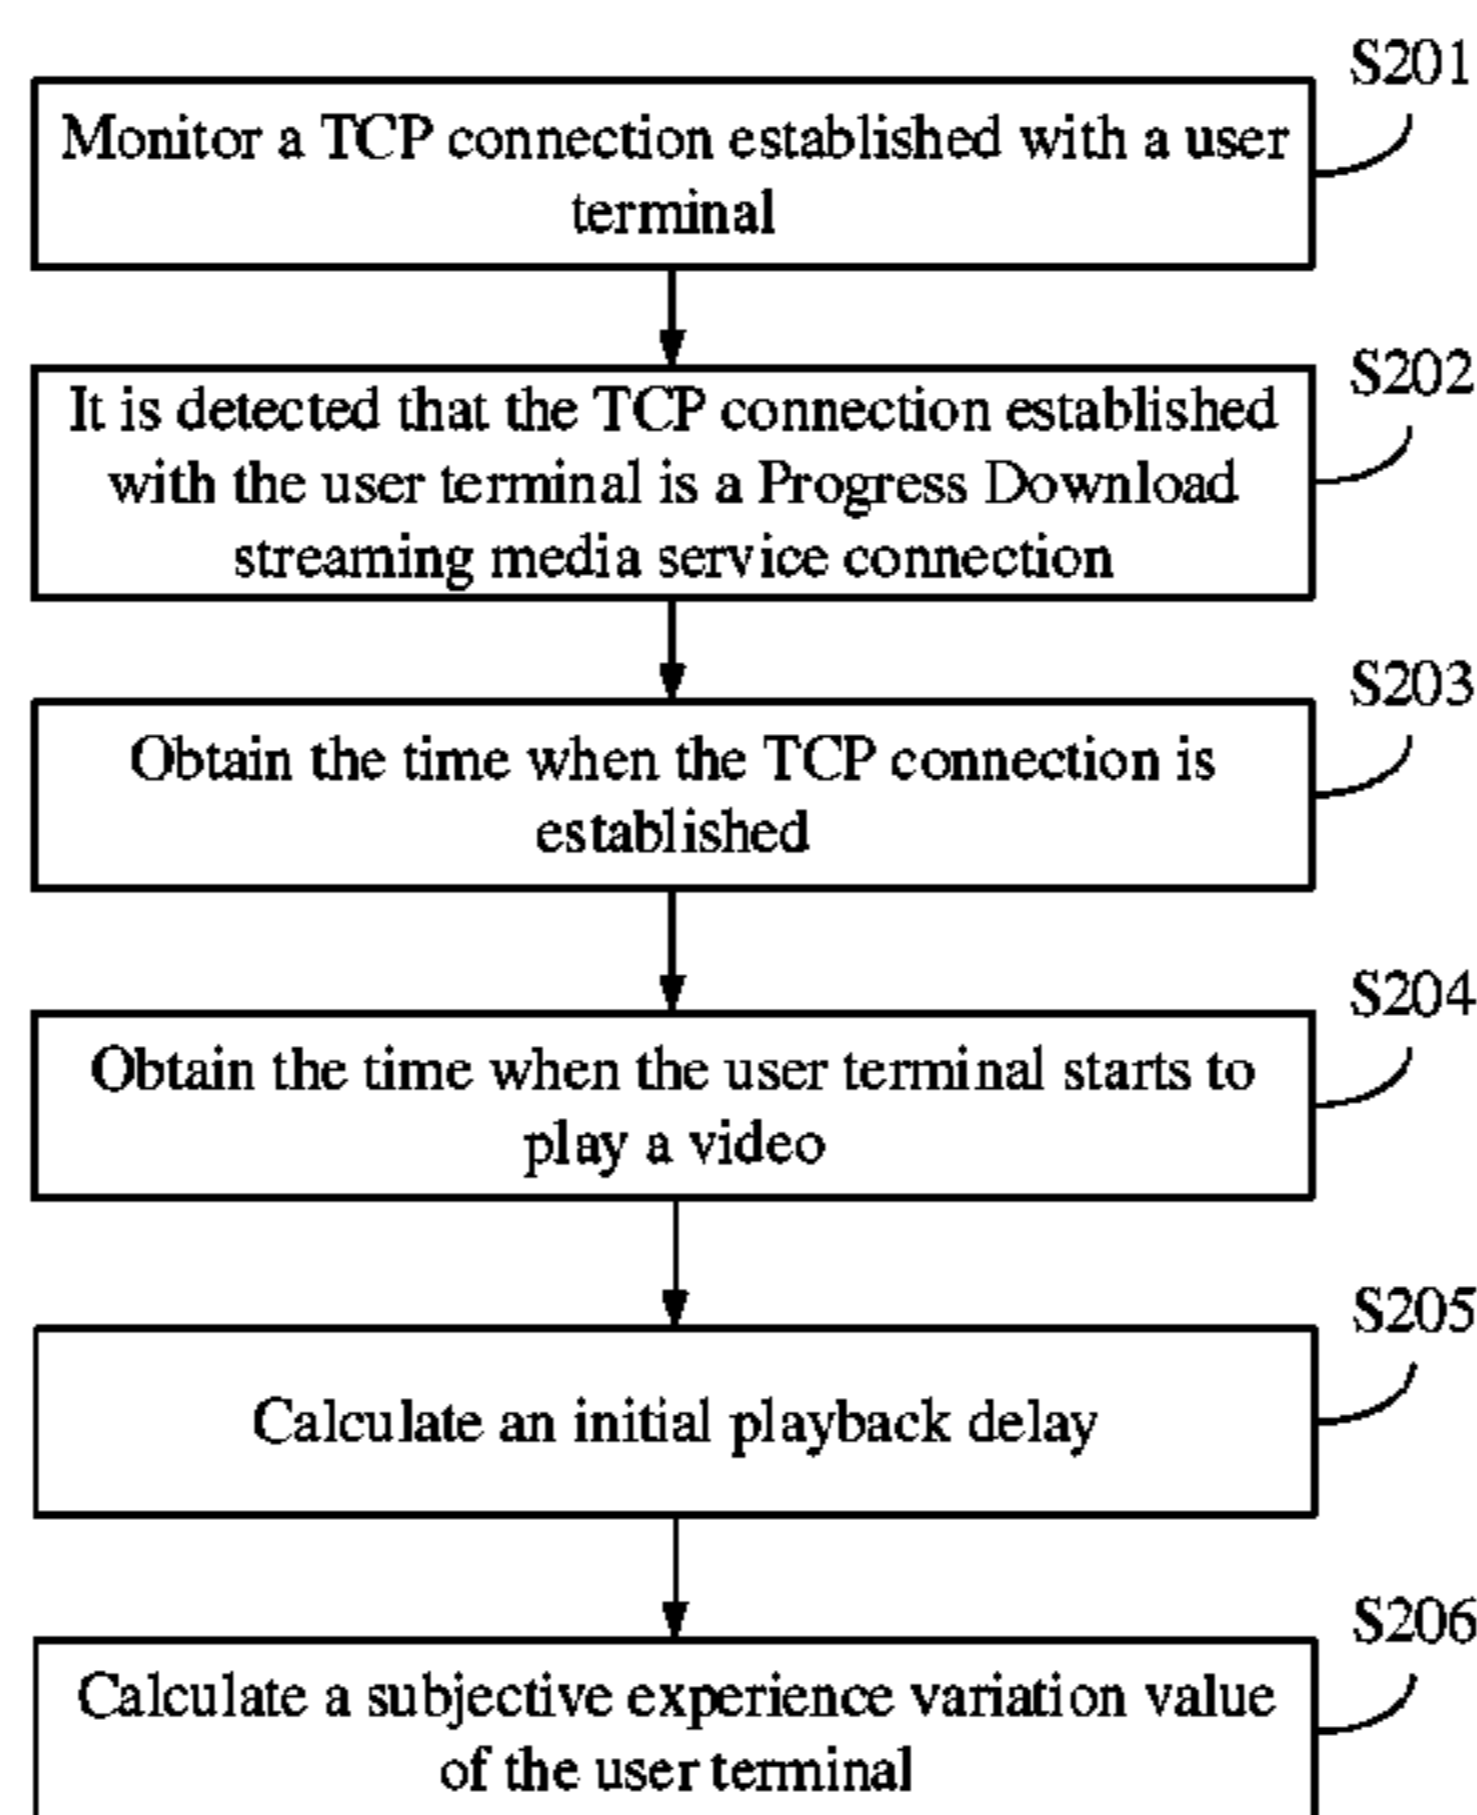 S201
Monitor a TCP connection established with a user
terminal
S202
It is detected that the TCP connection established
with the user terminal is a Progress Download
streaming media service connection
S203
Obtain the time when the TCP connection is
established
S204
Obtain the time when the user terminal starts to
play a video
S205
Calculate an initial playback delay
S206
Calculate a subjective experience variation value
of the user terminal